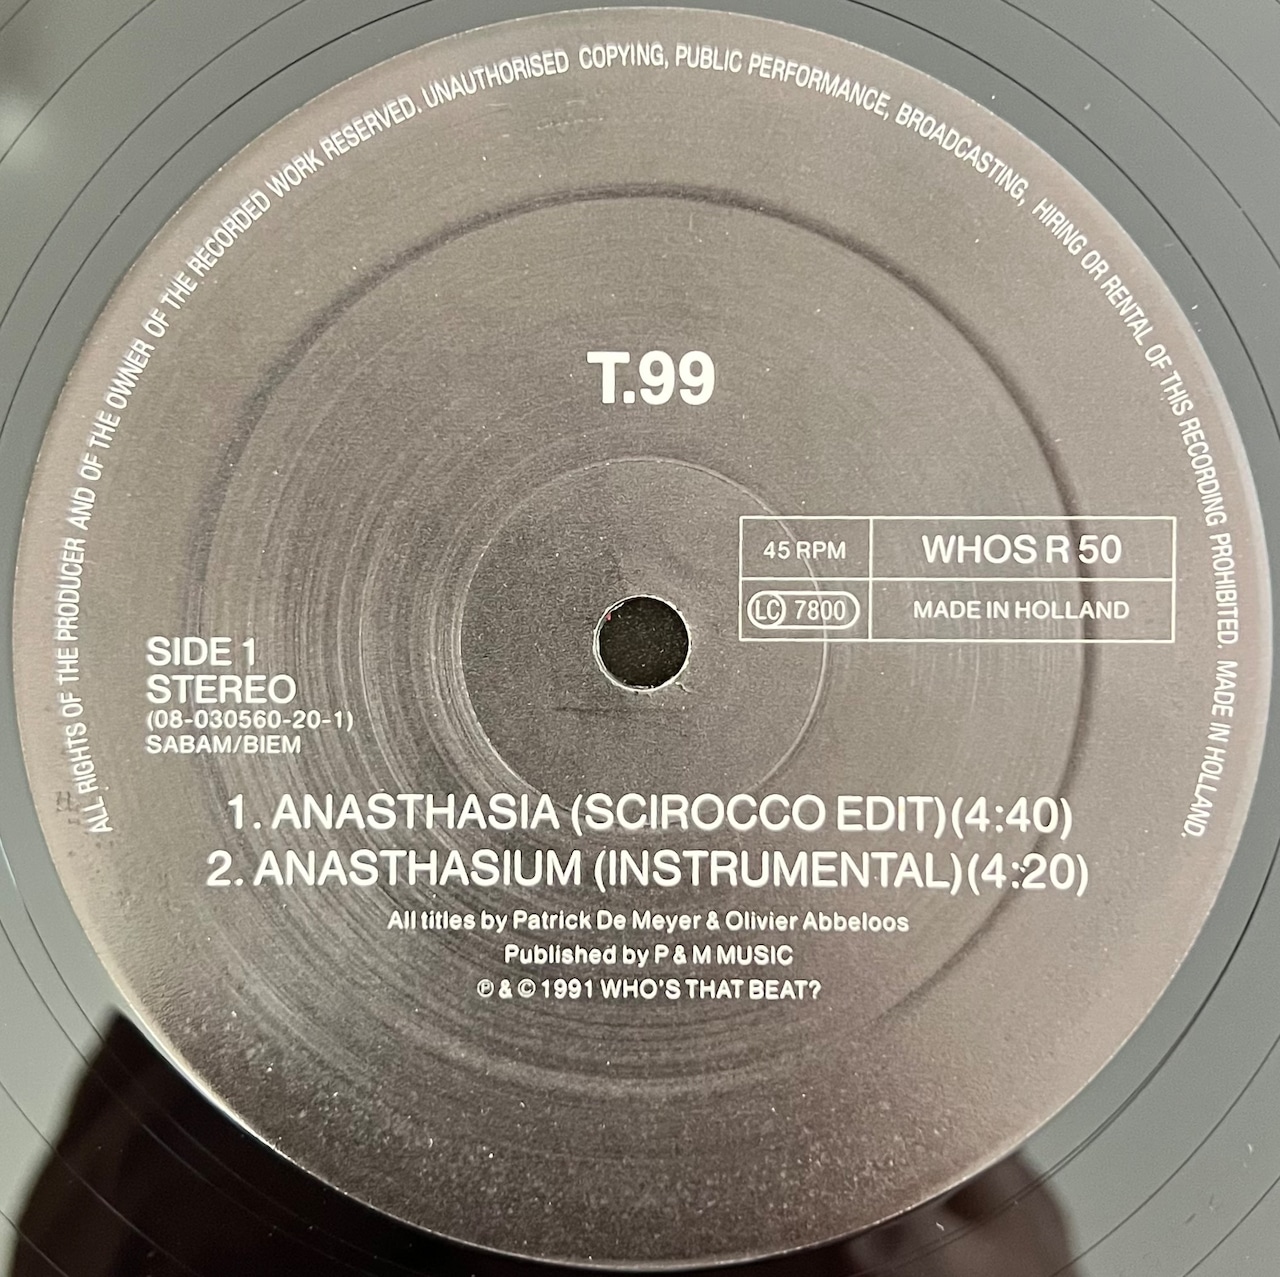 ALL RIGHTS OF THE PRODUCER AND OF THE OWNER OF THE RECORDED WORK RESERVED. UNAUTHORISED COPYING, PUBLIC PERFORMANCE, BROADCASTING, HIRING OR RENTAL OF THIS RECORDING PROHIBITED. MADE IN HOLLAND.
T.99
45 RPM
WHOS R 50
LC 7800
MADE IN HOLLAND
SIDE 1
STEREO
(08-030560-20-1)
SABAM/BIEM
1. ANASTHASIA (SCIROCCO EDIT)(4:40)
2. ANASTHASIUM (INSTRUMENTAL)(4:20)
All titles by Patrick De Meyer & Olivier Abbeloos
Published by P & M MUSIC
℗ & © 1991 WHO'S THAT BEAT?